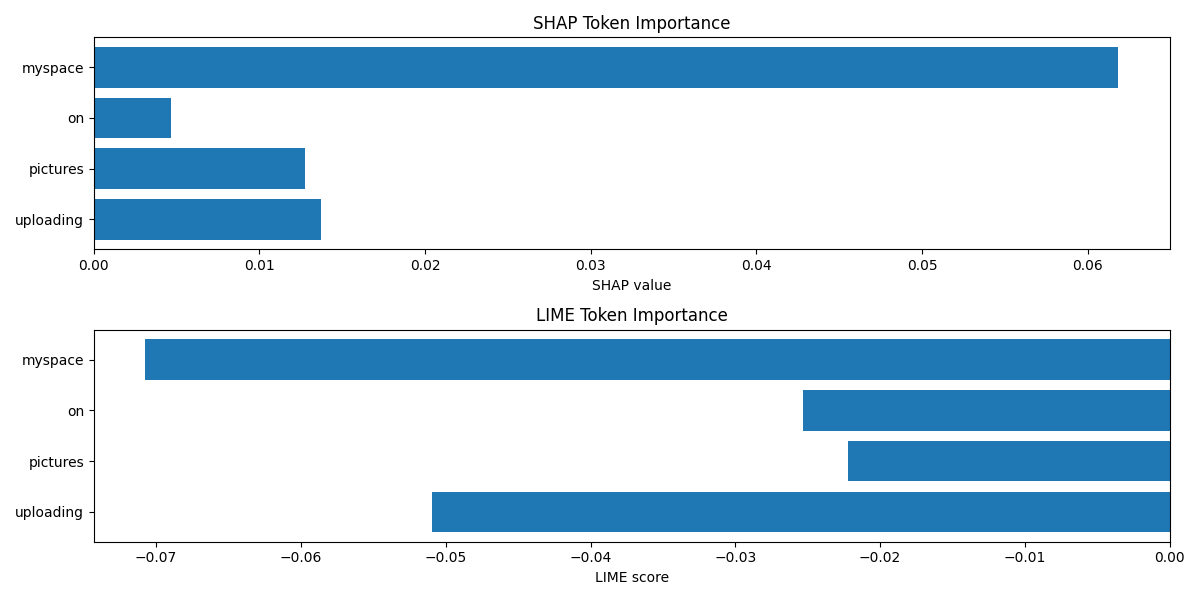 SHAP Token Importance
myspace
on
pictures
uploading
0.00 0.01 0.02 0.03 0.04 0.05 0.06
SHAP value
LIME Token Importance
myspace
on
pictures
uploading
−0.07 −0.06 −0.05 −0.04 −0.03 −0.02 −0.01 0.00
LIME score